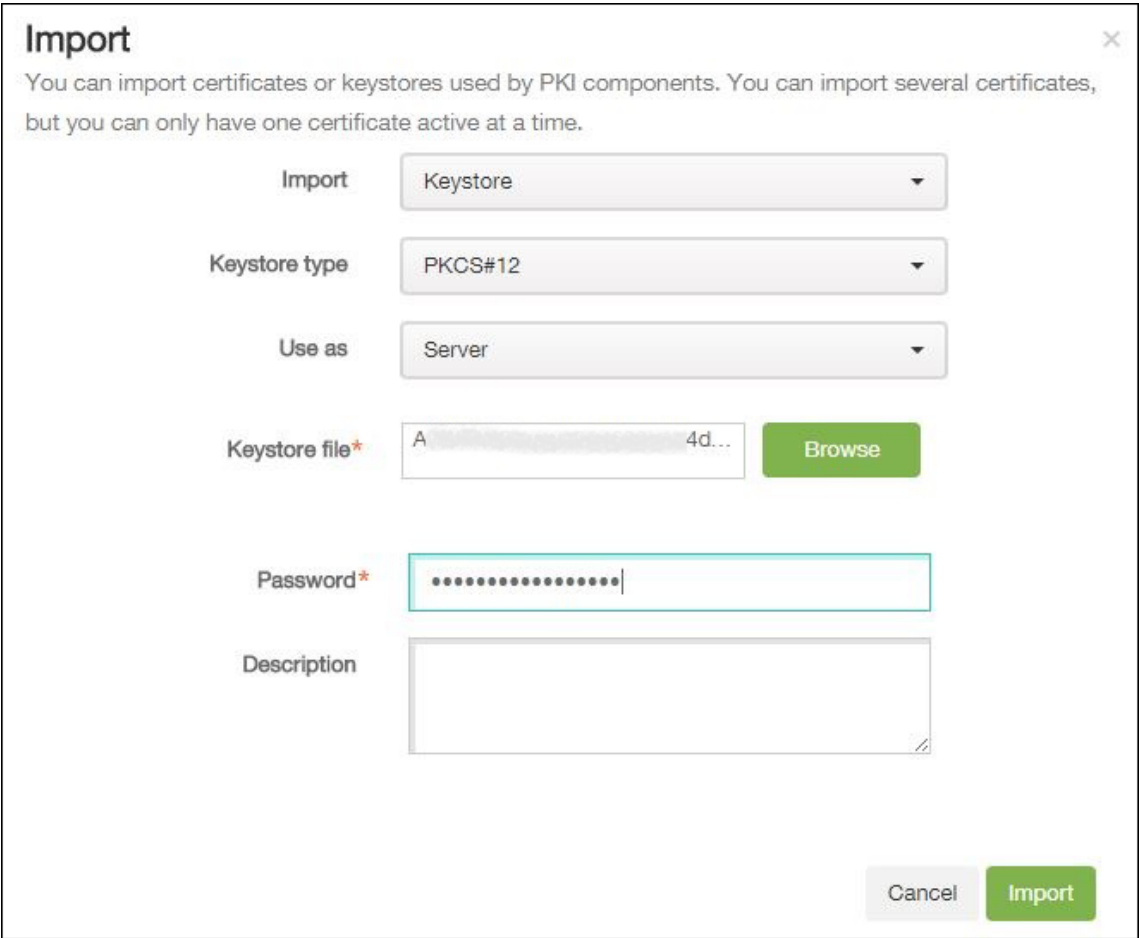 Import
×
You can import certificates or keystores used by PKI components. You can import several certificates,
but you can only have one certificate active at a time.
Import Keystore
Keystore type PKCS#12
Use as Server
Keystore file* A 4d... Browse
Password* •••••••••••••••••
Description
Cancel Import